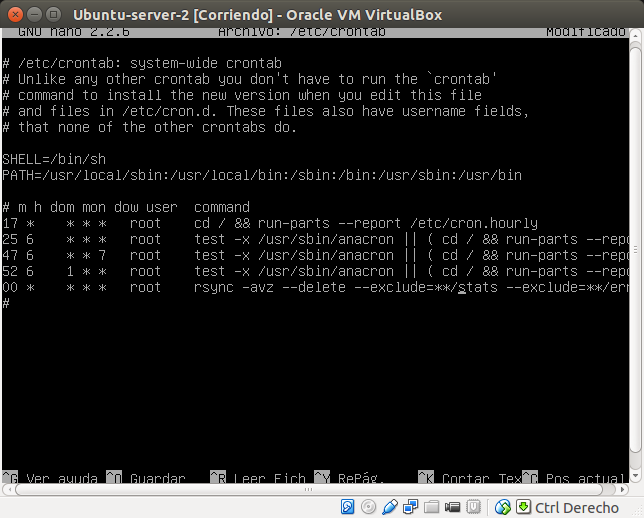 Ubuntu-server-2 [Corriendo] - Oracle VM VirtualBox
GNU nano 2.2.6 Archivo: /etc/crontab Modificado
# /etc/crontab: system-wide crontab
# Unlike any other crontab you don't have to run the `crontab'
# command to install the new version when you edit this file
# and files in /etc/cron.d. These files also have username fields,
# that none of the other crontabs do.
SHELL=/bin/sh
PATH=/usr/local/sbin:/usr/local/bin:/sbin:/bin:/usr/sbin:/usr/bin
# m h dom mon dow user command
17 * * * * root cd / && run-parts --report /etc/cron.hourly
25 6 * * * root test -x /usr/sbin/anacron || ( cd / && run-parts --repo
47 6 * * 7 root test -x /usr/sbin/anacron || ( cd / && run-parts --repo
52 6 1 * * root test -x /usr/sbin/anacron || ( cd / && run-parts --repo
00 * * * * root rsync -avz --delete --exclude=**/stats --exclude=**/err
#
^G Ver ayuda ^O Guardar ^R Leer Fich ^Y RePág. ^K Cortar Tex ^C Pos actual
Ctrl Derecho